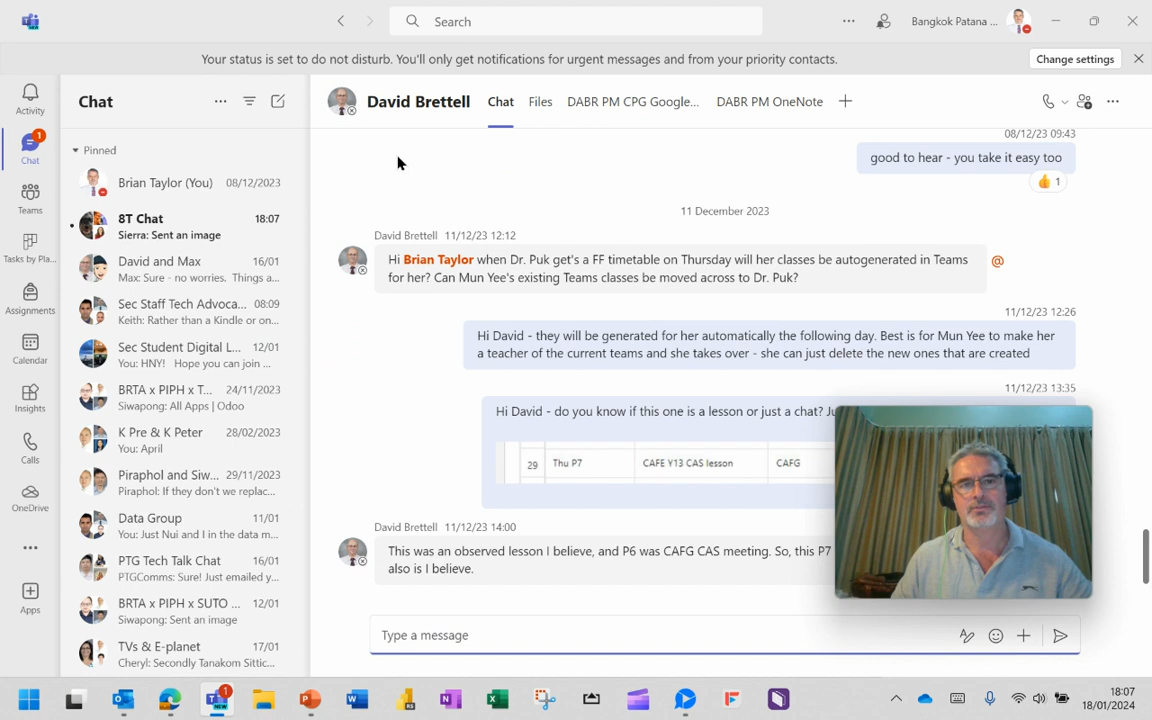 Search
Bangkok Patana ...
Your status is set to do not disturb. You'll only get notifications for urgent messages and from your priority contacts.
Change settings
Activity
Chat
1
Teams
Tasks by Pla...
Assignments
Calendar
Insights
Calls
OneDrive
Apps
Chat
Pinned
Brian Taylor (You) 08/12/2023
8T Chat 18:07
Sierra: Sent an image
David and Max 16/01
Max: Sure - no worries. Things a...
Sec Staff Tech Advoca... 08:09
Keith: Rather than a Kindle or on...
Sec Student Digital L... 12/01
You: HNY! Hope you can join ...
BRTA x PIPH x T... 24/11/2023
Siwapong: All Apps | Odoo
K Pre & K Peter 28/02/2023
You: April
Piraphol and Siw... 29/11/2023
Piraphol: If they don't we replac...
Data Group 11/01
You: Just Nui and I in the data m...
PTG Tech Talk Chat 16/01
PTGComms: Sure! Just emailed y...
BRTA x PIPH x SUTO ... 12/01
Siwapong: Sent an image
TVs & E-planet 17/01
Cheryl: Secondly Tanakom Sittic...
David Brettell Chat Files DABR PM CPG Google... DABR PM OneNote
08/12/23 09:43
good to hear - you take it easy too
👍 1
11 December 2023
David Brettell 11/12/23 12:12
Hi Brian Taylor when Dr. Puk get's a FF timetable on Thursday will her classes be autogenerated in Teams
for her? Can Mun Yee's existing Teams classes be moved across to Dr. Puk?
@
11/12/23 12:26
Hi David - they will be generated for her automatically the following day. Best is for Mun Yee to make her
a teacher of the current teams and she takes over - she can just delete the new ones that are created
11/12/23 13:35
Hi David - do you know if this one is a lesson or just a chat?
29 Thu P7 CAFE Y13 CAS lesson CAFG
David Brettell 11/12/23 14:00
This was an observed lesson I believe, and P6 was CAFG CAS meeting. So, this P7
also is I believe.
Type a message
1
18:07
18/01/2024